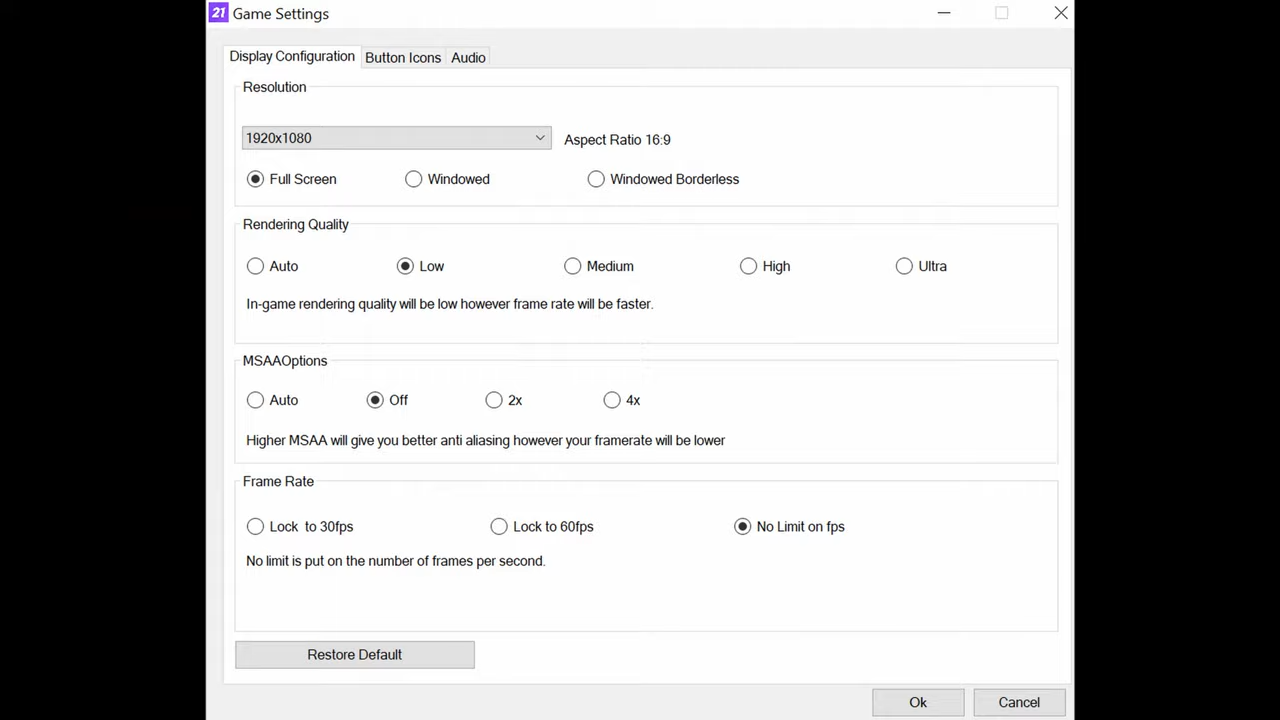 21 Game Settings
Display Configuration Button Icons Audio
Resolution
1920x1080 Aspect Ratio 16:9
Full Screen Windowed Windowed Borderless
Rendering Quality
Auto Low Medium High Ultra
In-game rendering quality will be low however frame rate will be faster.
MSAAOptions
Auto Off 2x 4x
Higher MSAA will give you better anti aliasing however your framerate will be lower
Frame Rate
Lock to 30fps Lock to 60fps No Limit on fps
No limit is put on the number of frames per second.
Restore Default
Ok Cancel